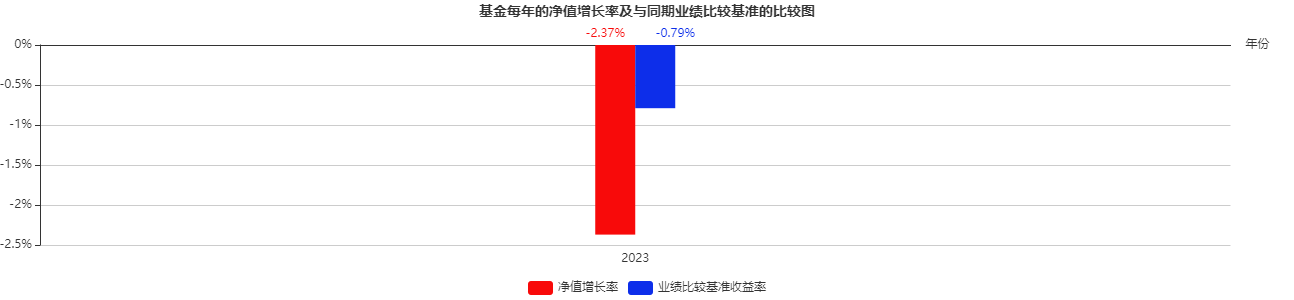 基金每年的净值增长率及与同期业绩比较基准的比较图
-2.37% -0.79%
0% 年份
-0.5%
-1%
-1.5%
-2%
-2.5%
2023
净值增长率 业绩比较基准收益率